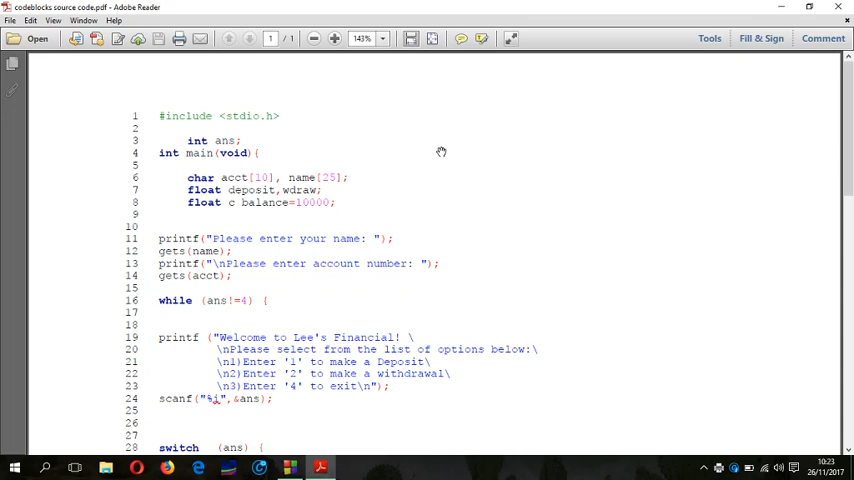 codeblocks source code.pdf - Adobe Reader
File Edit View Window Help
Open 1 / 1 143% Tools Fill & Sign Comment
1 #include <stdio.h>
2
3 int ans;
4 int main(void){
5
6 char acct[10], name[25];
7 float deposit,wdraw;
8 float c balance=10000;
9
10
11 printf("Please enter your name: ");
12 gets(name);
13 printf("\nPlease enter account number: ");
14 gets(acct);
15
16 while (ans!=4) {
17
18
19 printf ("Welcome to Lee's Financial! \
20 \nPlease select from the list of options below:\
21 \n1)Enter '1' to make a Deposit\
22 \n2)Enter '2' to make a withdrawal\
23 \n3)Enter '4' to exit\n");
24 scanf("%i",&ans);
25
26
27
28 switch (ans) {
10:23
26/11/2017